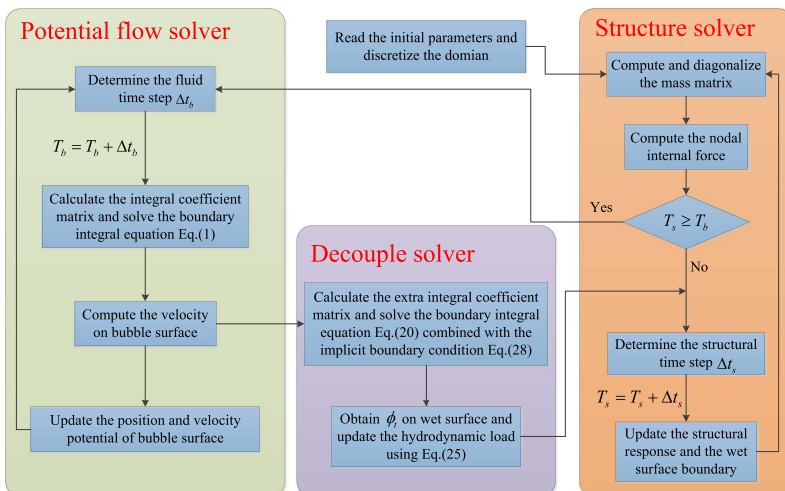 Potential flow solver
Determine the fluid
time step Δt_b
T_b = T_b + Δt_b
Calculate the integral coefficient
matrix and solve the boundary
integral equation Eq.(1)
Compute the velocity
on bubble surface
Update the position and velocity
potential of bubble surface
Read the initial parameters and
discretize the domian
Decouple solver
Calculate the extra integral coefficient
matrix and solve the boundary integral
equation Eq.(20) combined with the
implicit boundary condition Eq.(28)
Obtain ϕ_t on wet surface and
update the hydrodynamic load
using Eq.(25)
Structure solver
Compute and diagonalize
the mass matrix
Compute the nodal
internal force
Yes
T_s ≥ T_b
No
Determine the structural
time step Δt_s
T_s = T_s + Δt_s
Update the structural
response and the wet
surface boundary